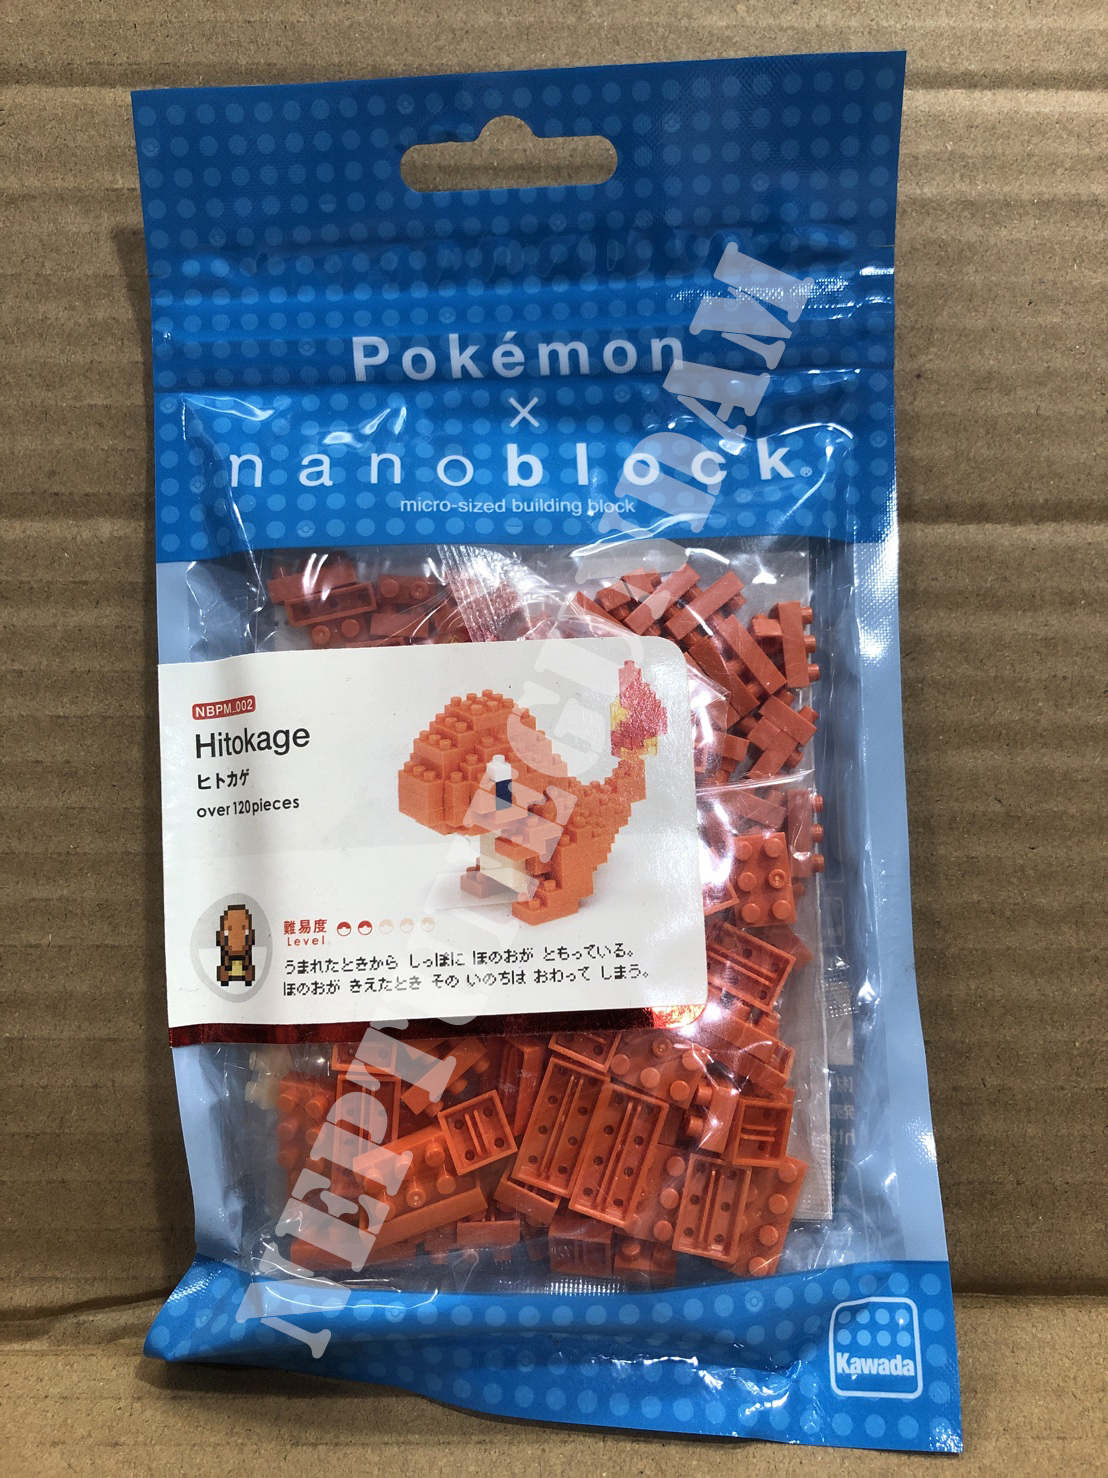 Pokémon
×
nanoblock®
micro-sized building block
NBPM_002
Hitokage
ヒトカゲ
over 120 pieces
難易度
Level
うまれたときから しっぽに ほのおが ともっている。
ほのおが きえたとき その いのちは おわって しまう。
Kawada
NEPTUNEGUNDAM